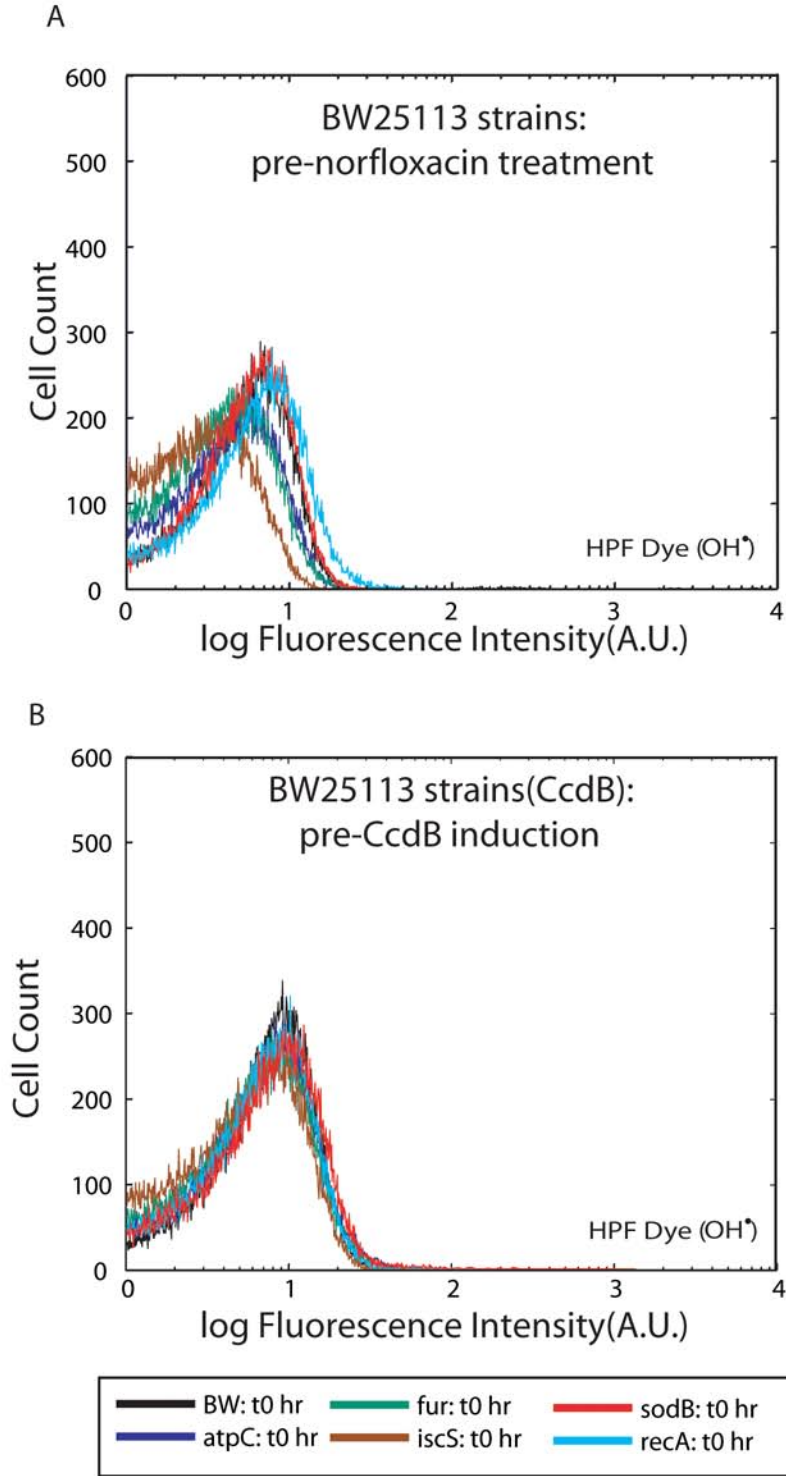 A
BW25113 strains:
pre-norfloxacin treatment
600
500
400
300
200
100
0
Cell Count
HPF Dye (OH•)
0 1 2 3 4
log Fluorescence Intensity(A.U.)
B
BW25113 strains(CcdB):
pre-CcdB induction
600
500
400
300
200
100
0
Cell Count
HPF Dye (OH•)
0 1 2 3 4
log Fluorescence Intensity(A.U.)
BW: t0 hr fur: t0 hr sodB: t0 hr
atpC: t0 hr iscS: t0 hr recA: t0 hr